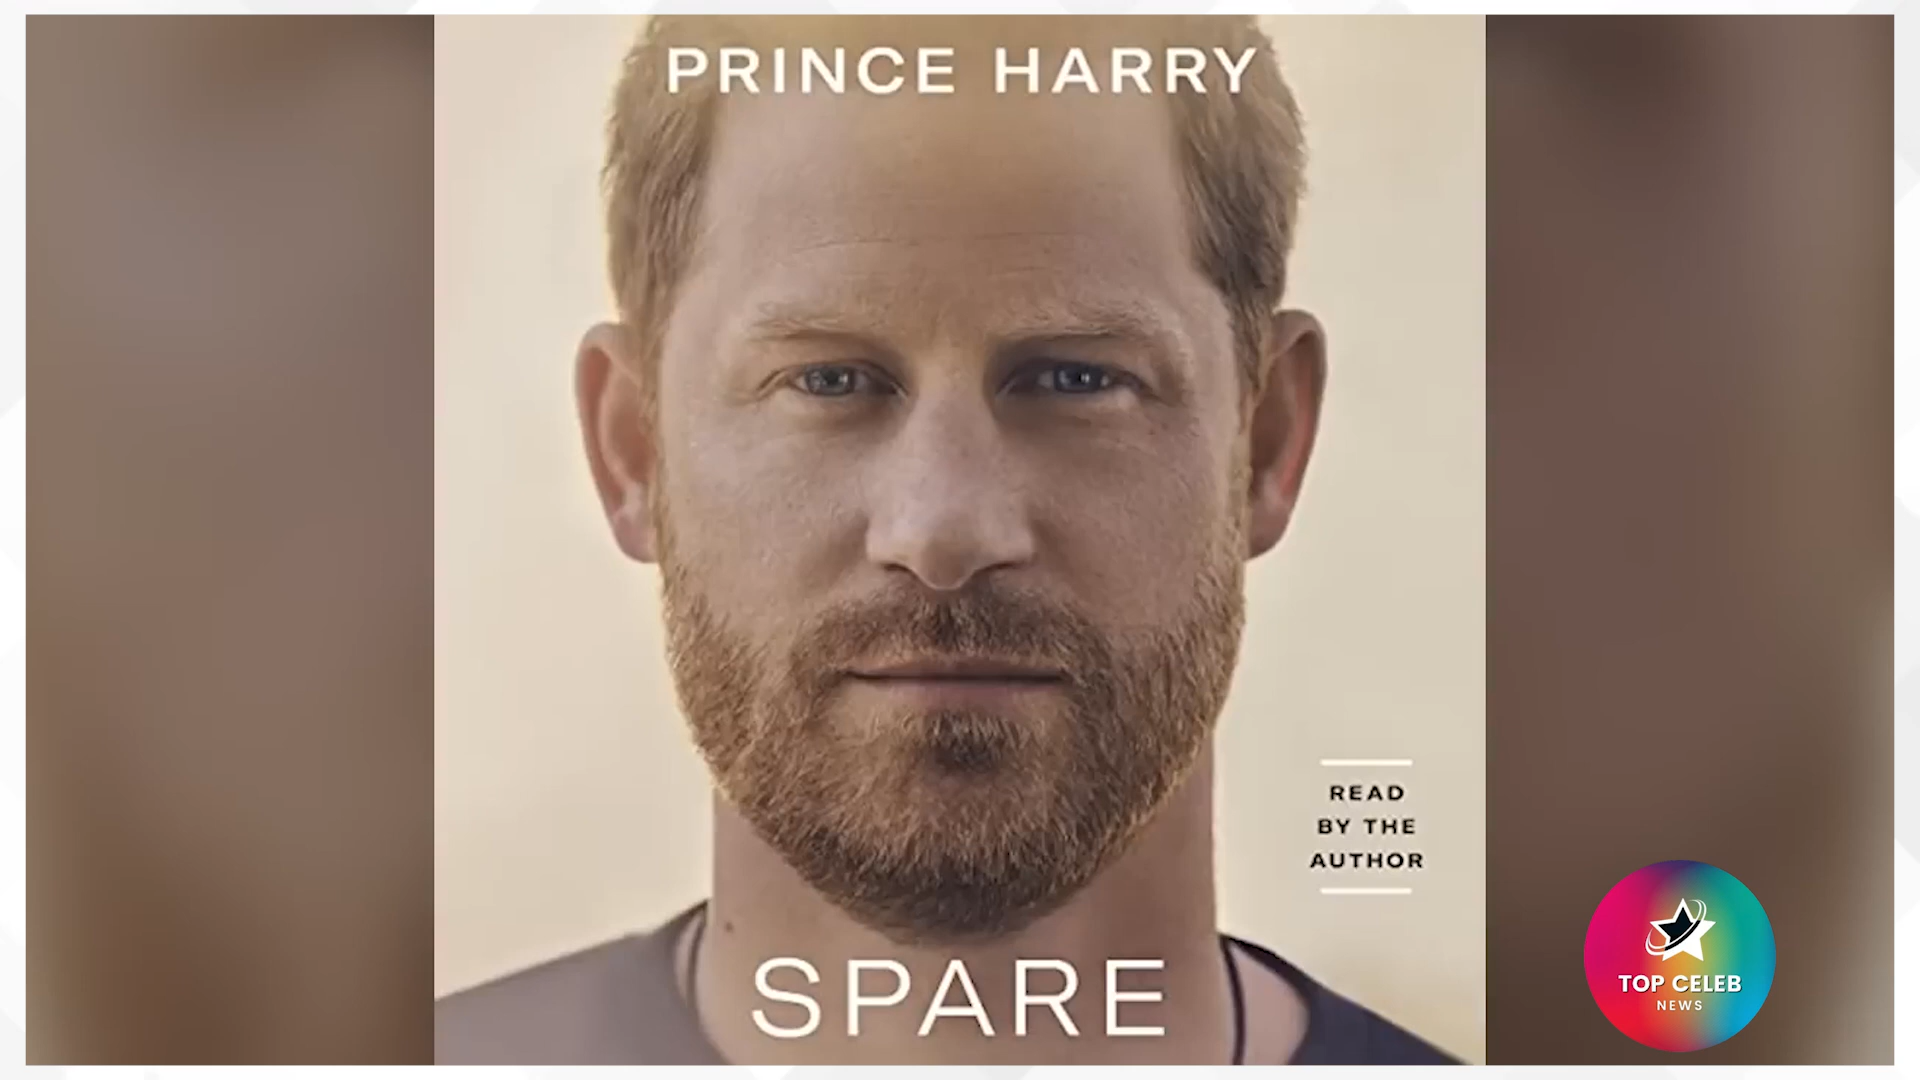 PRINCE HARRY
READ
BY THE
AUTHOR
SPARE
TOP CELEB
NEWS